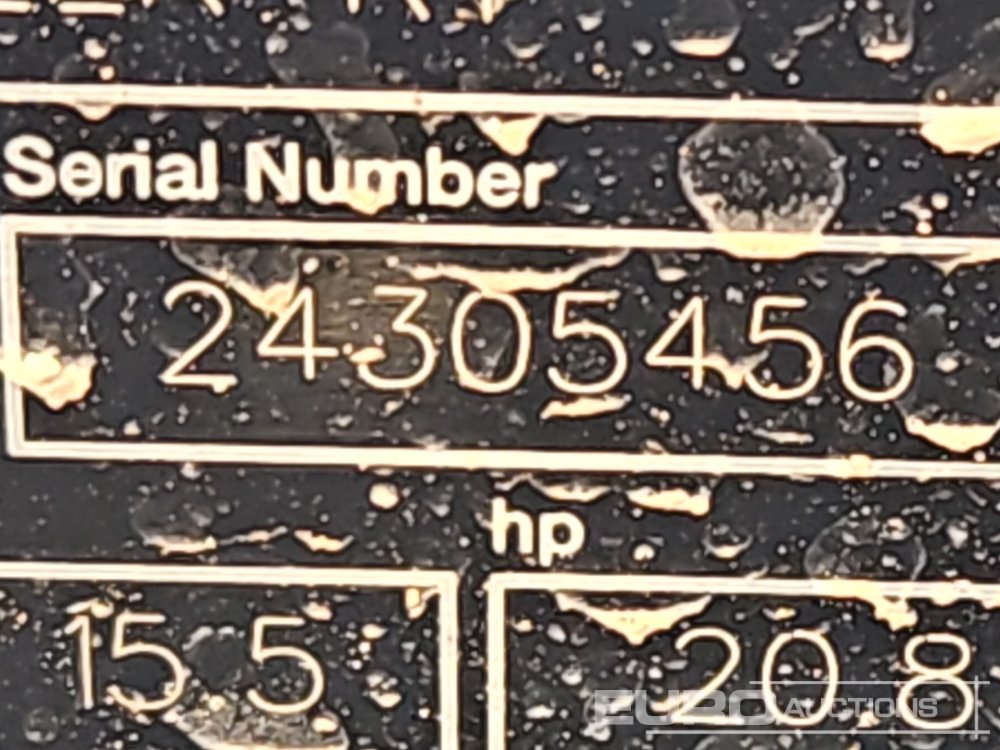 Serial Number
24305456
hp
15.5 20.8
EURO AUCTIONS